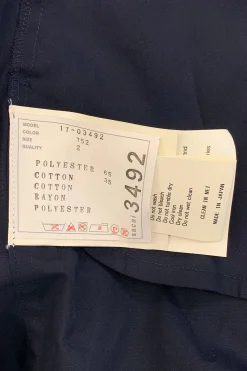 MODEL 17-03492
COLOR 152
SIZE 2
QUALITY
POLYESTER 65
COTTON 35
COTTON
RAYON
POLYESTER
3492
sacai
Do not wash
Do not bleach
Do not tumble dry
Cool iron
Dry clean
Do not wet clean
CLEAN IN NET
MADE IN JAPAN